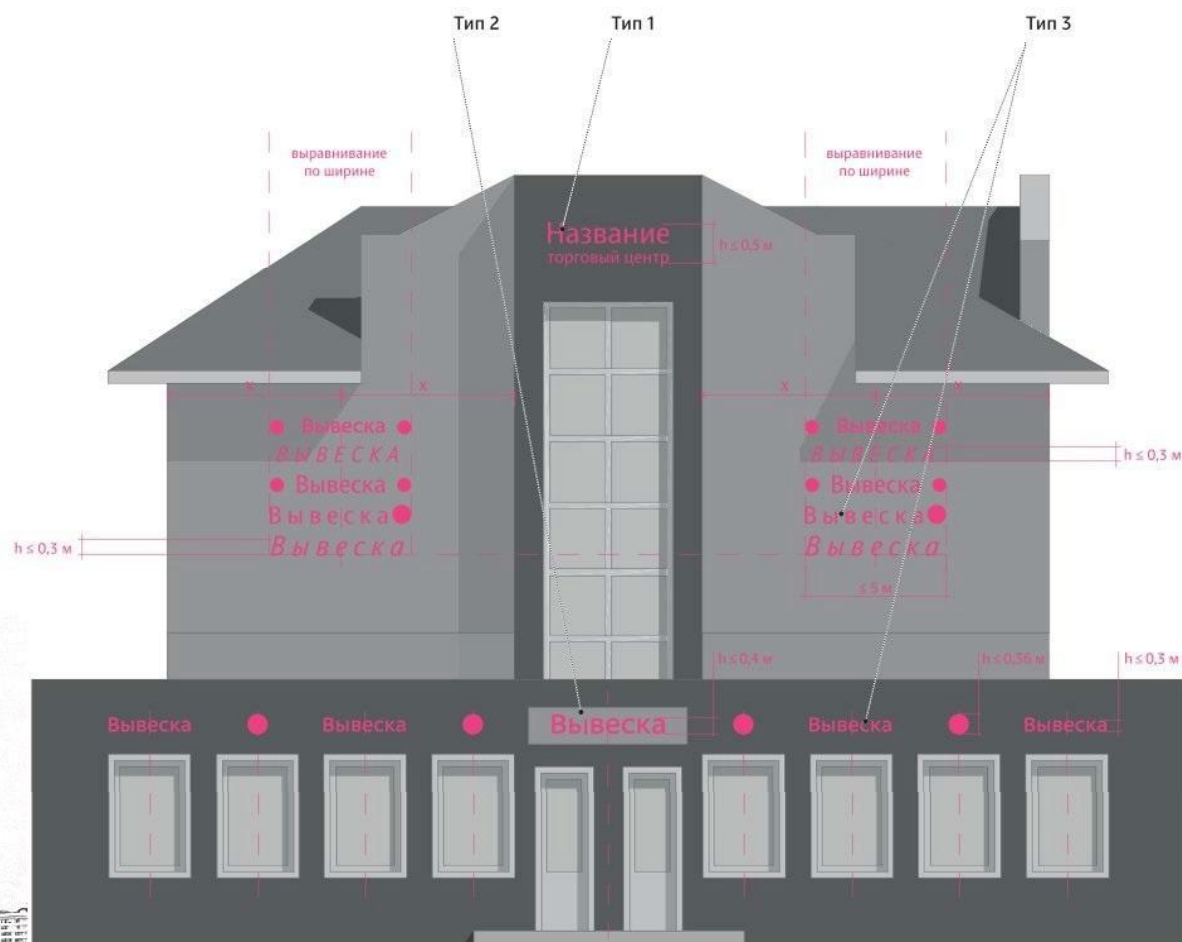 Тип 2 Тип 1 Тип 3
выравнивание
по ширине
выравнивание
по ширине
Название
торговый центр
h ≤ 0,5 м
x x x x
Вывеска Вывеска
ВЫВЕСКА ВЫВЕСКА
h ≤ 0,3 м
Вывеска Вывеска
Вывеска Вывеска
Вывеска Вывеска
h ≤ 0,3 м
≤ 5 м
h ≤ 0,4 м h ≤ 0,36 м h ≤ 0,3 м
Вывеска Вывеска Вывеска Вывеска Вывеска